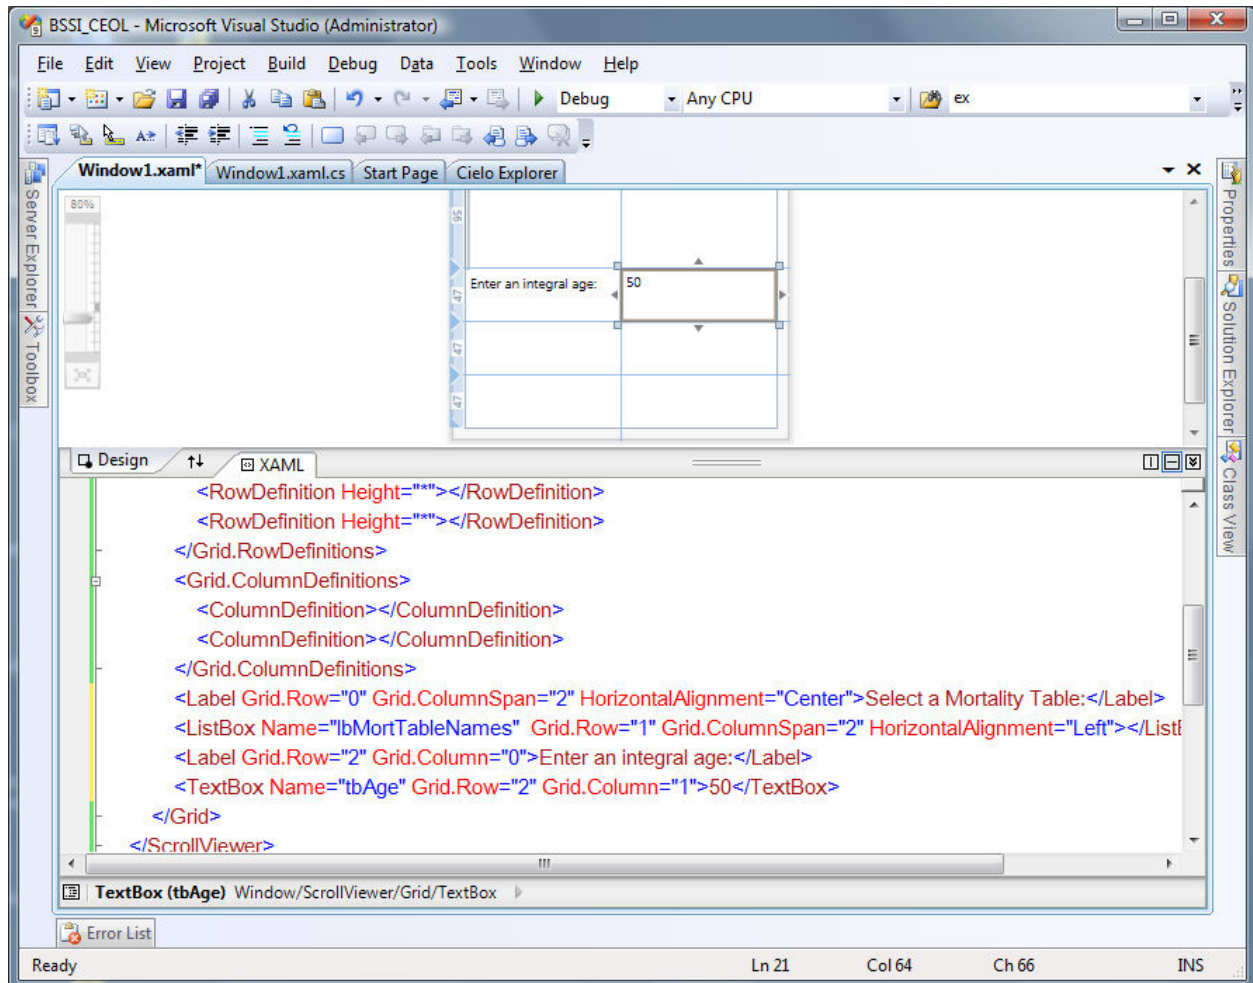 BSSI_CEOL - Microsoft Visual Studio (Administrator)
File Edit View Project Build Debug Data Tools Window Help
Debug Any CPU ex
Window1.xaml* Window1.xaml.cs Start Page Cielo Explorer
Server Explorer
Toolbox
Properties
Solution Explorer
Class View
80%
95
Enter an integral age: 50
47
47
47
Design XAML
<RowDefinition Height="*"></RowDefinition>
<RowDefinition Height="*"></RowDefinition>
</Grid.RowDefinitions>
<Grid.ColumnDefinitions>
<ColumnDefinition></ColumnDefinition>
<ColumnDefinition></ColumnDefinition>
</Grid.ColumnDefinitions>
<Label Grid.Row="0" Grid.ColumnSpan="2" HorizontalAlignment="Center">Select a Mortality Table:</Label>
<ListBox Name="lbMortTableNames" Grid.Row="1" Grid.ColumnSpan="2" HorizontalAlignment="Left"></List
<Label Grid.Row="2" Grid.Column="0">Enter an integral age:</Label>
<TextBox Name="tbAge" Grid.Row="2" Grid.Column="1">50</TextBox>
</Grid>
</ScrollViewer>
TextBox (tbAge) Window/ScrollViewer/Grid/TextBox
Error List
Ready Ln 21 Col 64 Ch 66 INS